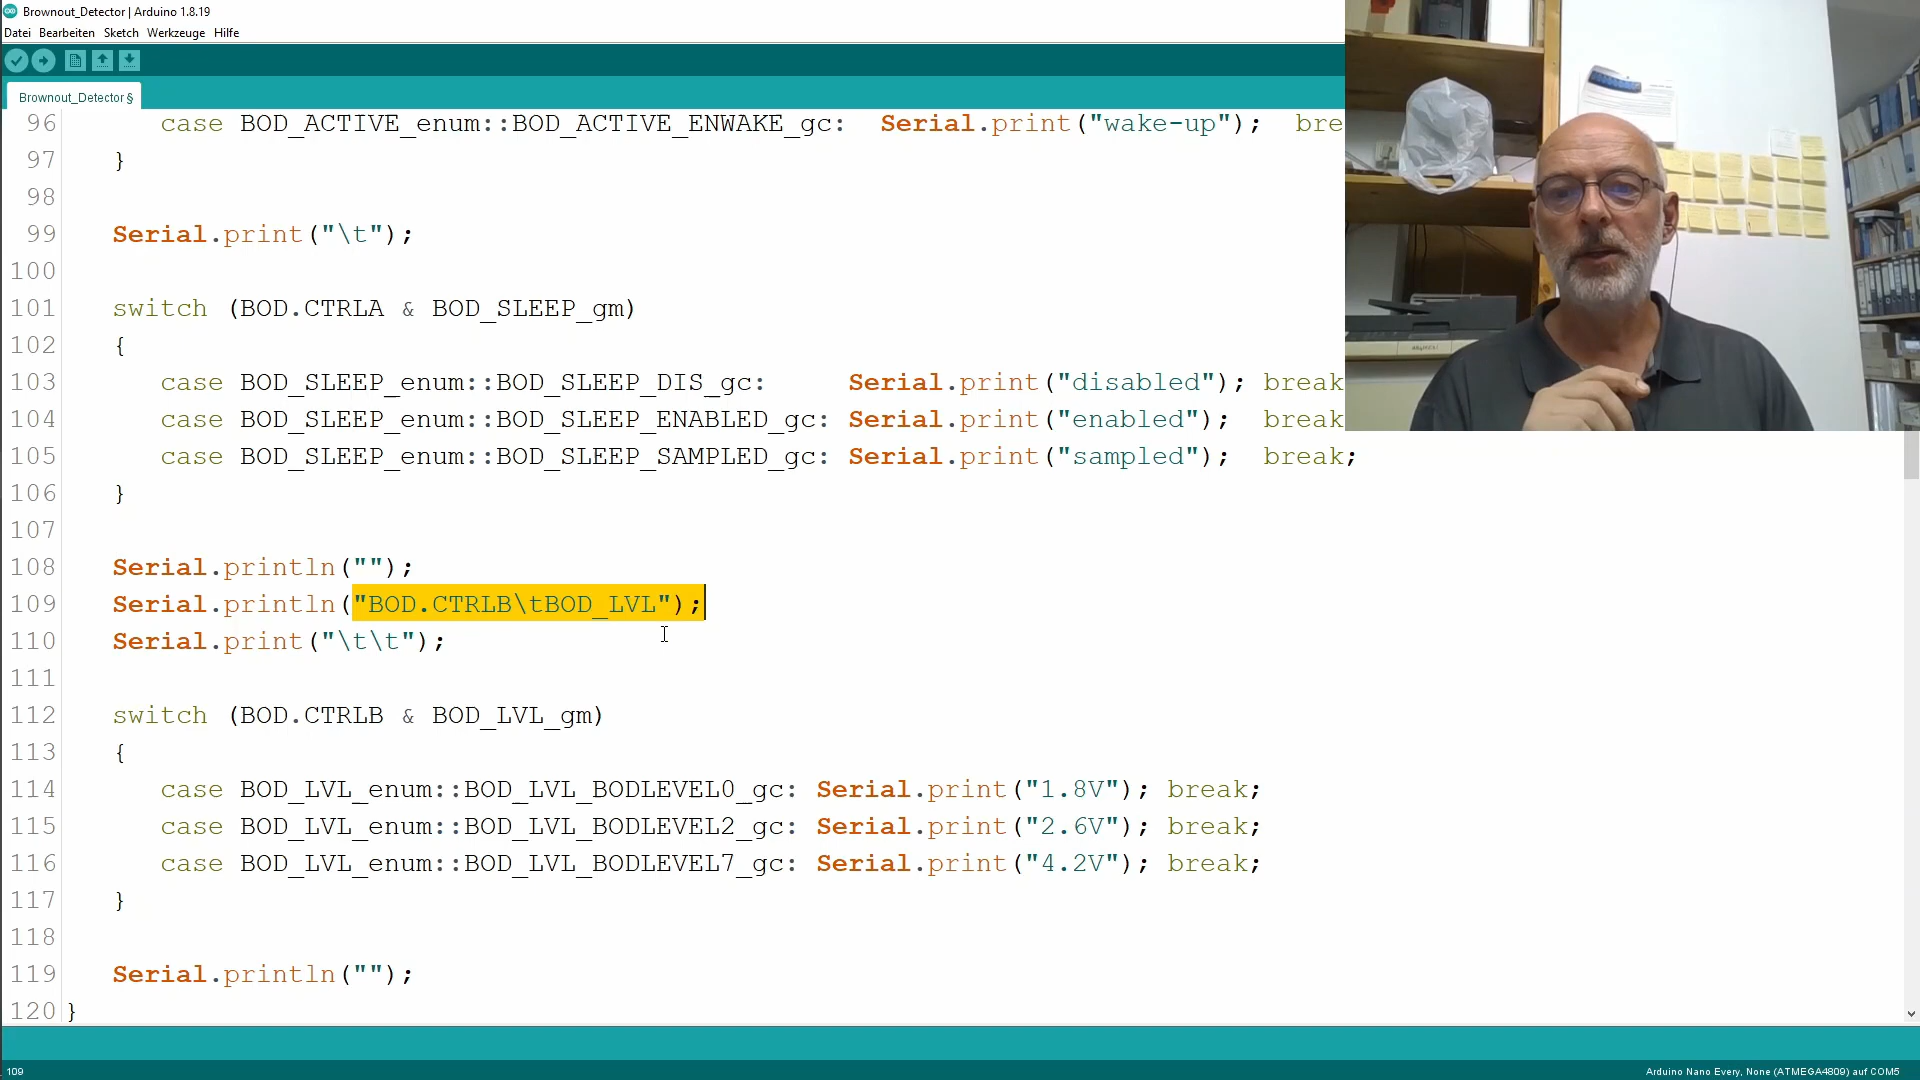 Brownout_Detector | Arduino 1.8.19
Datei Bearbeiten Sketch Werkzeuge Hilfe
Brownout_Detector §
96 case BOD_ACTIVE_enum::BOD_ACTIVE_ENWAKE_gc: Serial.print("wake-up"); bre
97 }
98
99 Serial.print("\t");
100
101 switch (BOD.CTRLA & BOD_SLEEP_gm)
102 {
103 case BOD_SLEEP_enum::BOD_SLEEP_DIS_gc: Serial.print("disabled"); break
104 case BOD_SLEEP_enum::BOD_SLEEP_ENABLED_gc: Serial.print("enabled"); break
105 case BOD_SLEEP_enum::BOD_SLEEP_SAMPLED_gc: Serial.print("sampled"); break;
106 }
107
108 Serial.println("");
109 Serial.println("BOD.CTRLB\tBOD_LVL");
110 Serial.print("\t\t");
111
112 switch (BOD.CTRLB & BOD_LVL_gm)
113 {
114 case BOD_LVL_enum::BOD_LVL_BODLEVEL0_gc: Serial.print("1.8V"); break;
115 case BOD_LVL_enum::BOD_LVL_BODLEVEL2_gc: Serial.print("2.6V"); break;
116 case BOD_LVL_enum::BOD_LVL_BODLEVEL7_gc: Serial.print("4.2V"); break;
117 }
118
119 Serial.println("");
120 }
109
Arduino Nano Every, None (ATMEGA4809) auf COM5